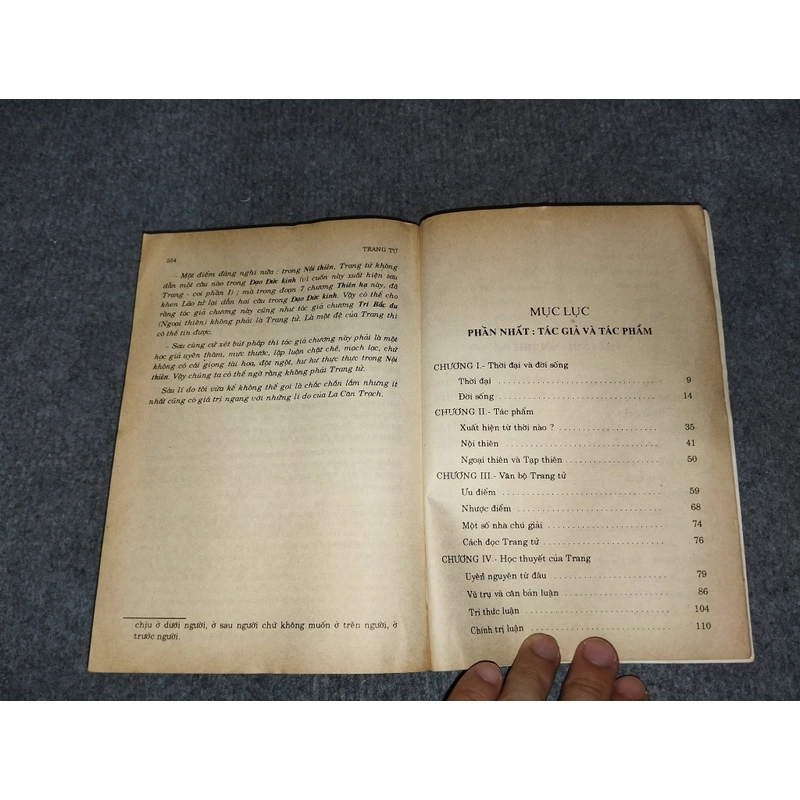 554
TRANG TỬ
- Một điểm đáng nghi nữa : trong Nội thiên, Trang tử không
dẫn một câu nào trong Đạo Đức kinh (vì cuốn này xuất hiện sau
Trang - coi phần I) ; mà trong đoạn 7 chương Thiên hạ này, đã
khen Lão tử lại dẫn hai câu trong Đạo Đức kinh. Vậy có thể cho
rằng tác giả chương này cũng như tác giả chương Trí Bắc du
(Ngoại thiên) không phải là Trang tử. Là một đệ của Trang thì
có thể tin được.
- Sau cùng cứ xét bút pháp thì tác giả chương này phải là một
học giả uyên thâm, mực thước, lập luận chặt chẽ, mạch lạc, chứ
không có cái giọng tài hoa, đột ngột, hư hư thực thực trong Nội
thiên. Vậy chúng ta có thể ngờ rằng không phải Trang tử.
Sáu lí do tôi vừa kể không thể gọi là chắc chắn lắm nhưng ít
nhất cũng có giá trị ngang với những lí do của La Căn Trạch.
chịu ở dưới người, ở sau người chứ không muốn ở trên người, ở
trước người.
MỤC LỤC
PHẦN NHẤT : TÁC GIẢ VÀ TÁC PHẨM
CHƯƠNG I.- Thời đại và đời sống
Thời đại 9
Đời sống 14
CHƯƠNG II.- Tác phẩm
Xuất hiện từ thời nào ? 35
Nội thiên 41
Ngoại thiên và Tạp thiên 50
CHƯƠNG III.- Văn bộ Trang tử
Ưu điểm 59
Nhược điểm 68
Một số nhà chú giải 74
Cách đọc Trang tử 76
CHƯƠNG IV.- Học thuyết của Trang
Uyên nguyên từ đâu 79
Vũ trụ và căn bản luận 86
Tri thức luận 104
Chính trị luận 110